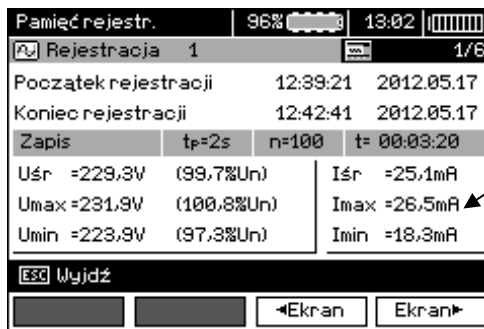 Pamięć rejestr. 96% 13:02
Rejestracja 1 1/6
Początek rejestracji 12:39:21 2012.05.17
Koniec rejestracji 12:42:41 2012.05.17
Zapis tp=2s n=100 t= 00:03:20
Uśr =229,3V (99,7%Un) Iśr =25,1mA
Umax=231,9V (100,8%Un) Imax =26,5mA
Umin =223,9V (97,3%Un) Imin =18,3mA
ESC Wyjdź
◄Ekran Ekran►